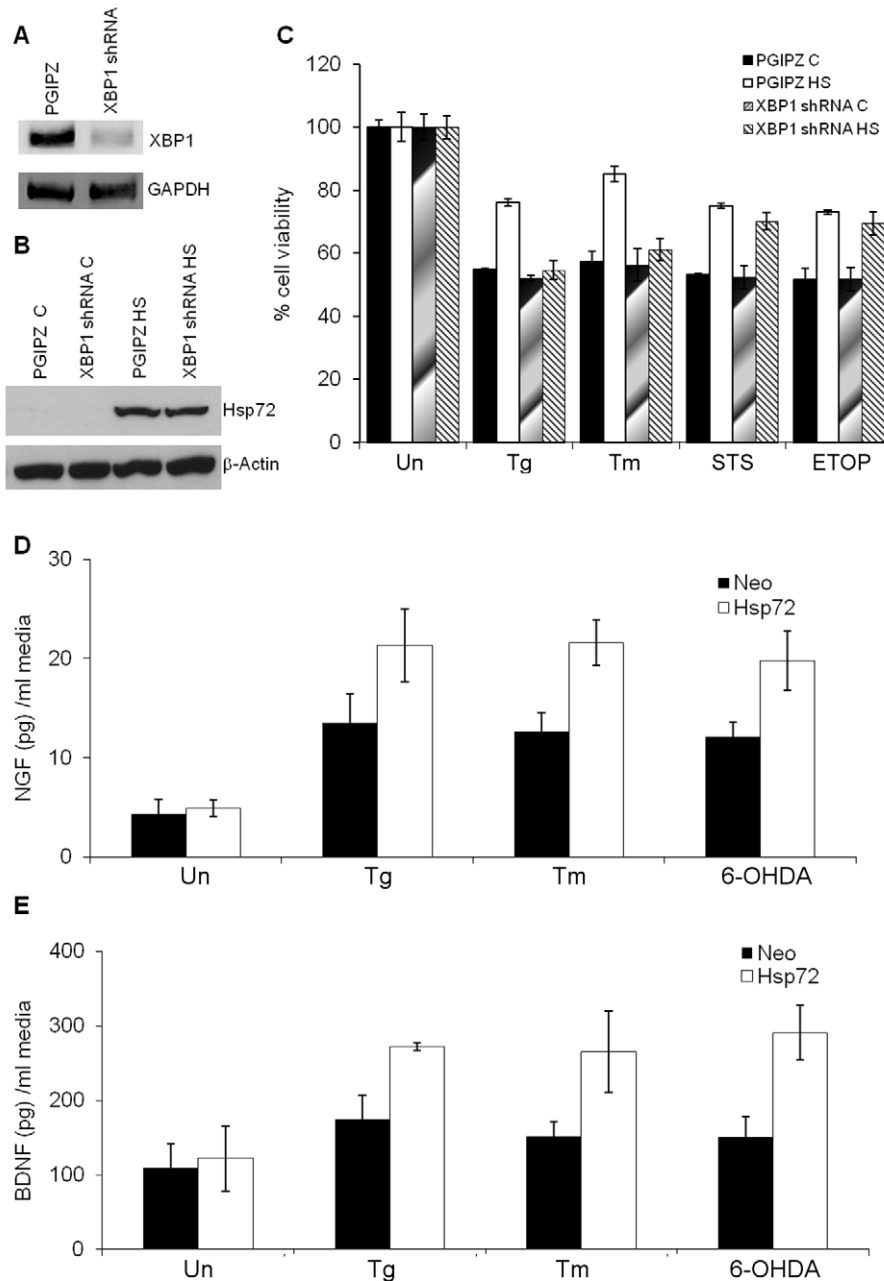 A
PGIPZ
XBP1 shRNA
XBP1
GAPDH
B
PGIPZ C
XBP1 shRNA C
PGIPZ HS
XBP1 shRNA HS
Hsp72
β-Actin
C
PGIPZ C
PGIPZ HS
XBP1 shRNA C
XBP1 shRNA HS
% cell viability
120
100
80
60
40
20
0
Un Tg Tm STS ETOP
D
Neo
Hsp72
NGF (pg) /ml media
30
20
10
0
Un Tg Tm 6-OHDA
E
Neo
Hsp72
BDNF (pg) /ml media
400
300
200
100
0
Un Tg Tm 6-OHDA